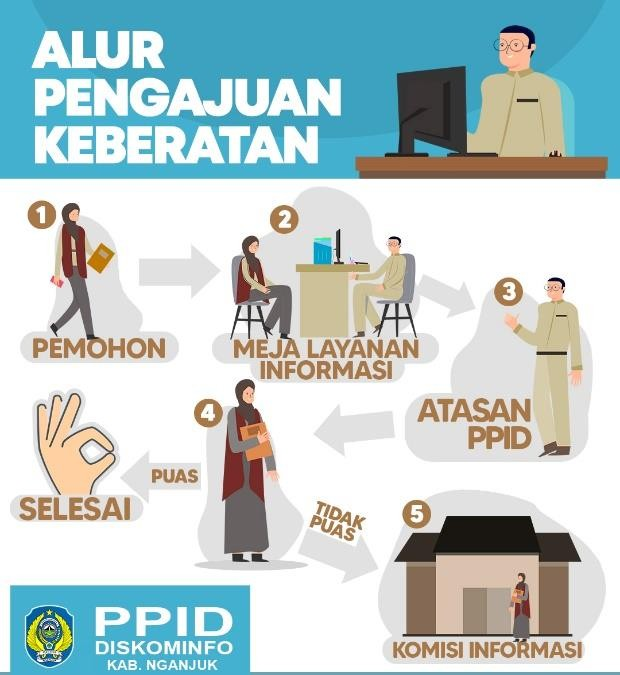 ALUR
PENGAJUAN
KEBERATAN
1
PEMOHON
2
MEJA LAYANAN
INFORMASI
3
ATASAN
PPID
4
PUAS
SELESAI
TIDAK
PUAS
5
KOMISI INFORMASI
PPID
DISKOMINFO
KAB. NGANJUK